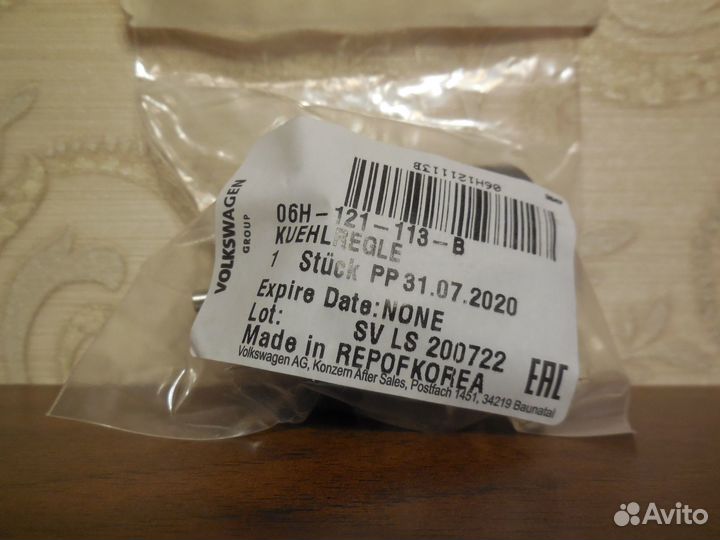 06H121113B
VOLKSWAGEN
GROUP
06H-121-113-B
KUEHLREGLE
1 Stück PP 31.07.2020
Expire Date:NONE
Lot: SV LS 200722
Made in REPOFKOREA
Volkswagen AG, Konzern After Sales, Postfach 1451, 34219 Baunatal
EAC
Avito